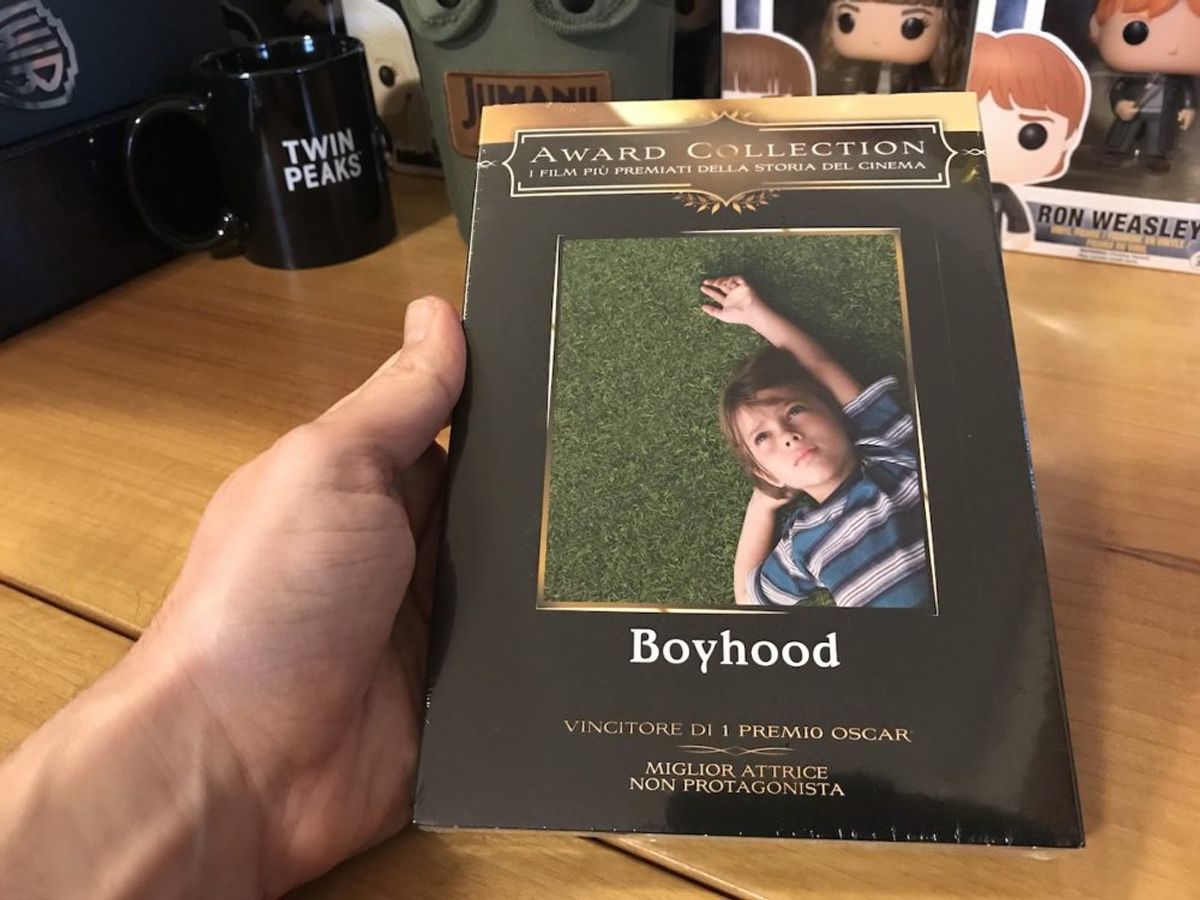 WB
TWIN
PEAKS
JUMANJI
AWARD COLLECTION
I FILM PIÙ PREMIATI DELLA STORIA DEL CINEMA
RON WEASLEY
Boyhood
VINCITORE DI 1 PREMIO OSCAR
MIGLIOR ATTRICE
NON PROTAGONISTA